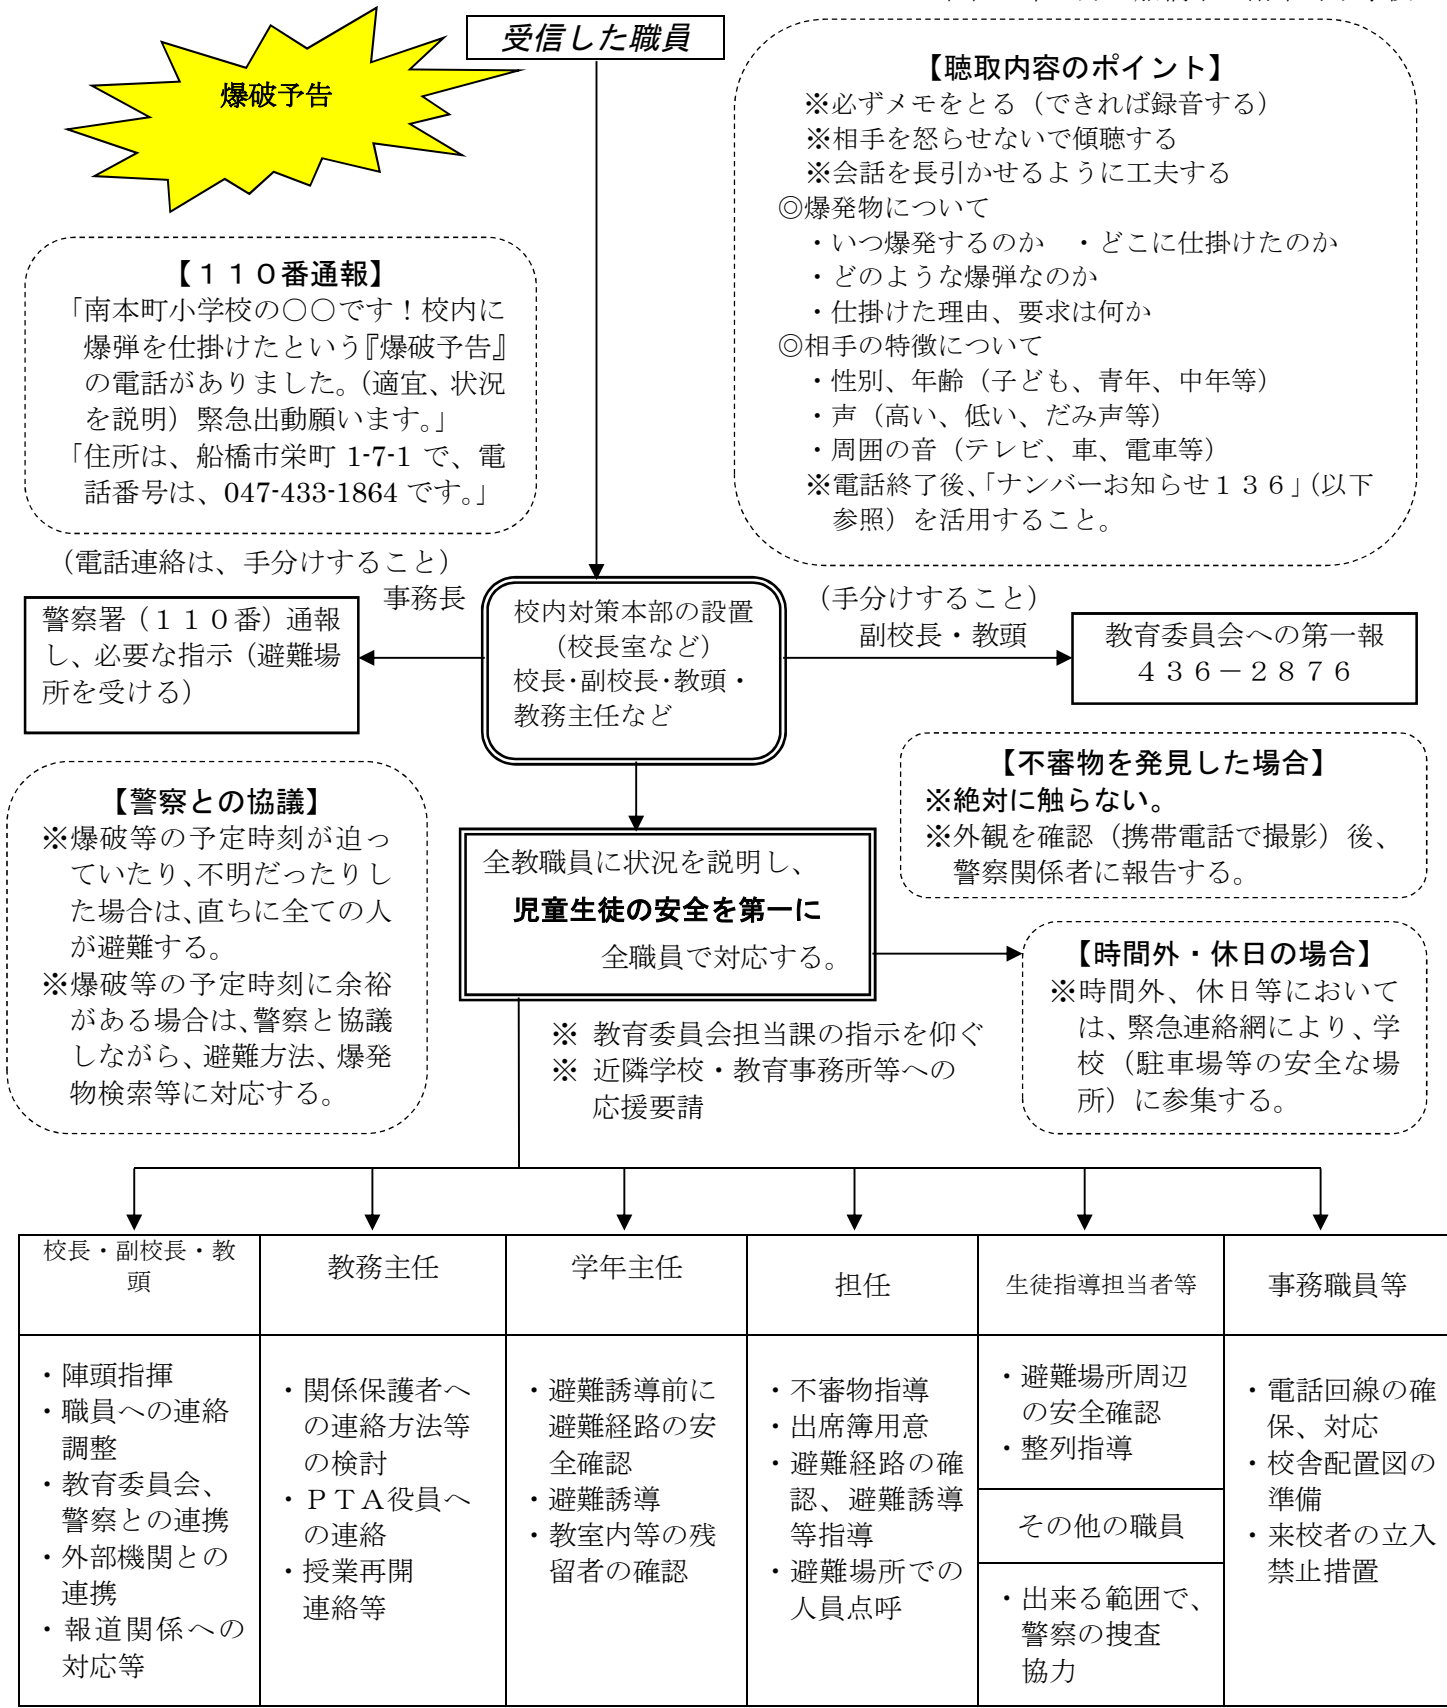 受信した職員
爆破予告
【聴取内容のポイント】
※必ずメモをとる（できれば録音する）
※相手を怒らせないで傾聴する
※会話を長引かせるように工夫する
◎爆発物について
・いつ爆発するのか　・どこに仕掛けたのか
・どのような爆弾なのか
・仕掛けた理由、要求は何か
◎相手の特徴について
・性別、年齢（子ども、青年、中年等）
・声（高い、低い、だみ声等）
・周囲の音（テレビ、車、電車等）
※電話終了後、「ナンバーお知らせ１３６」（以下
参照）を活用すること。
【１１０番通報】
「南本町小学校の〇〇です！校内に
爆弾を仕掛けたという『爆破予告』
の電話がありました。（適宜、状況
を説明）緊急出動願います。」
「住所は、船橋市栄町 1-7-1 で、電
話番号は、047-433-1864 です。」
（電話連絡は、手分けすること）
事務長
警察署（１１０番）通報
し、必要な指示（避難場
所を受ける）
校内対策本部の設置
（校長室など）
校長・副校長・教頭・
教務主任など
（手分けすること）
副校長・教頭
教育委員会への第一報
４３６－２８７６
【不審物を発見した場合】
※絶対に触らない。
※外観を確認（携帯電話で撮影）後、
警察関係者に報告する。
【警察との協議】
※爆破等の予定時刻が迫っ
ていたり、不明だったりし
た場合は、直ちに全ての人
が避難する。
※爆破等の予定時刻に余裕
がある場合は、警察と協議
しながら、避難方法、爆発
物検索等に対応する。
全教職員に状況を説明し、
児童生徒の安全を第一に
全職員で対応する。
【時間外・休日の場合】
※時間外、休日等において
は、緊急連絡網により、学
校（駐車場等の安全な場
所）に参集する。
※ 教育委員会担当課の指示を仰ぐ
※ 近隣学校・教育事務所等への
応援要請
校長・副校長・教
頭
・陣頭指揮
・職員への連絡
調整
・教育委員会、
警察との連携
・外部機関との
連携
・報道関係への
対応等
教務主任
・関係保護者へ
の連絡方法等
の検討
・ＰＴＡ役員へ
の連絡
・授業再開
連絡等
学年主任
・避難誘導前に
避難経路の安
全確認
・避難誘導
・教室内等の残
留者の確認
担任
・不審物指導
・出席簿用意
・避難経路の確
認、避難誘導
等指導
・避難場所での
人員点呼
生徒指導担当者等
・避難場所周辺
の安全確認
・整列指導
その他の職員
・出来る範囲で、
警察の捜査
協力
事務職員等
・電話回線の確
保、対応
・校舎配置図の
準備
・来校者の立入
禁止措置